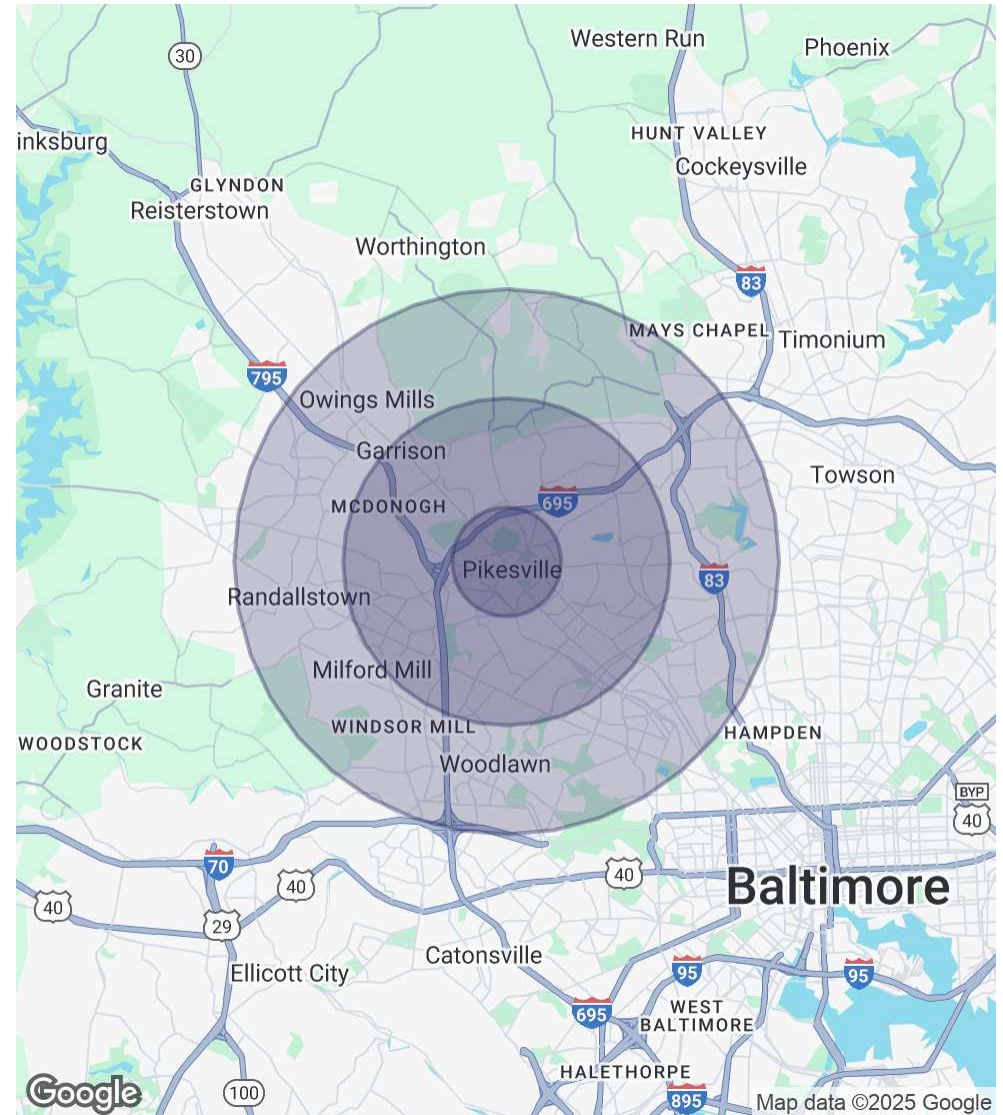 Western Run
Phoenix
30
HUNT VALLEY
inksburg
Cockeysville
GLYNDON
Reisterstown
Worthington
83
MAYS CHAPEL
Timonium
795
Owings Mills
Garrison
Towson
695
MCDONOGH
Pikesville
83
Randallstown
Milford Mill
Granite
WINDSOR MILL
HAMPDEN
WOODSTOCK
Woodlawn
BYP
40
70
40
40
Baltimore
40
29
Catonsville
Ellicott City
95
95
695
WEST
BALTIMORE
HALETHORPE
100
895
Google
Map data ©2025 Google